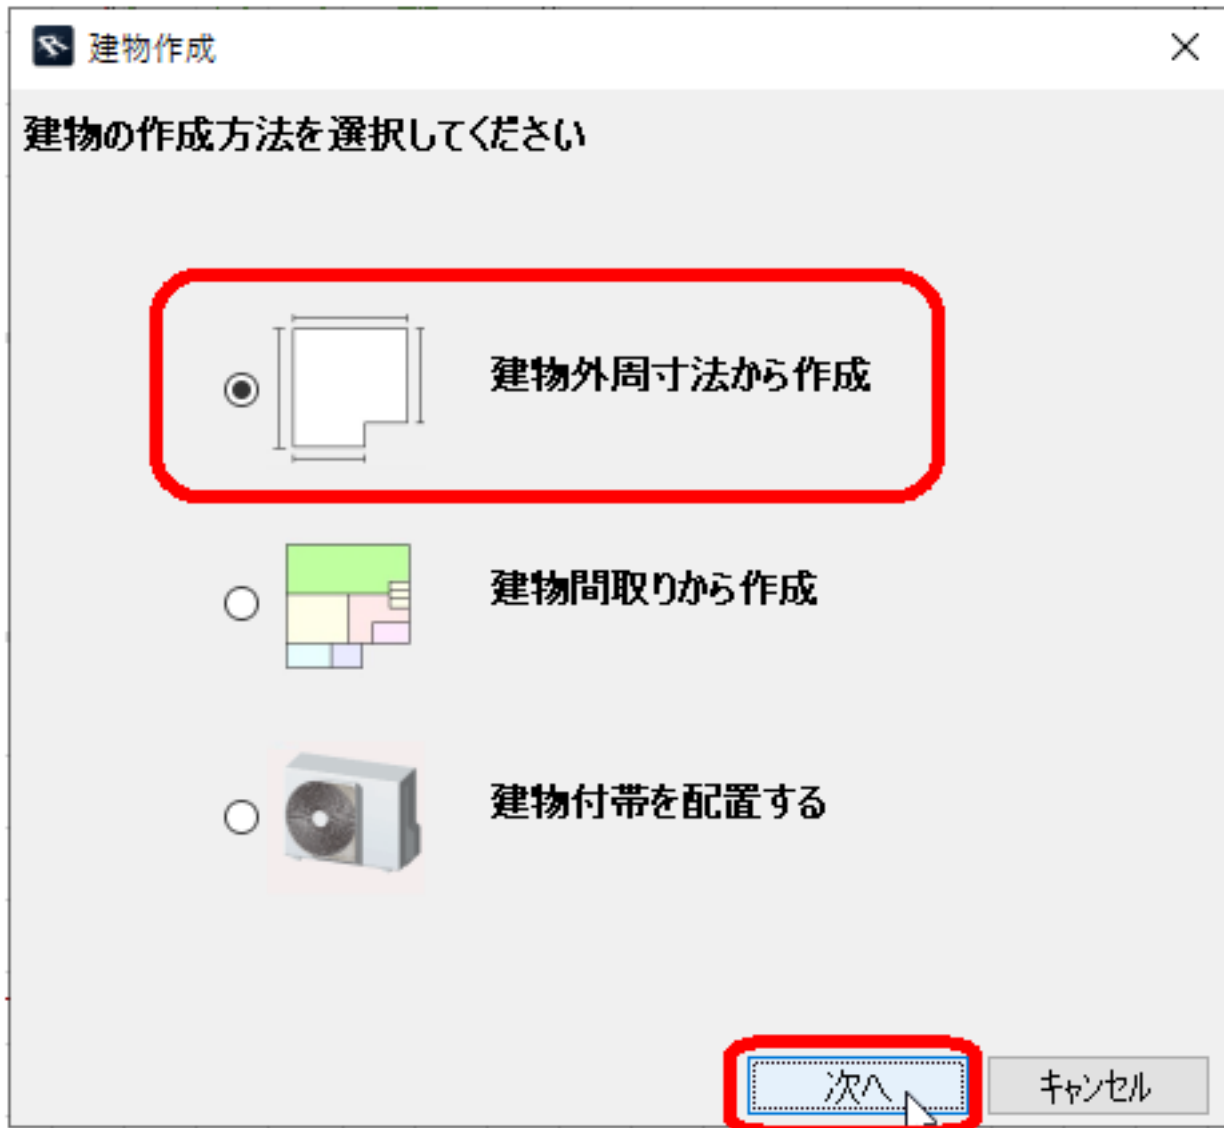 建物作成
建物の作成方法を選択してください
建物外周寸法から作成
建物間取りから作成
建物付帯を配置する
次へ
キャンセル